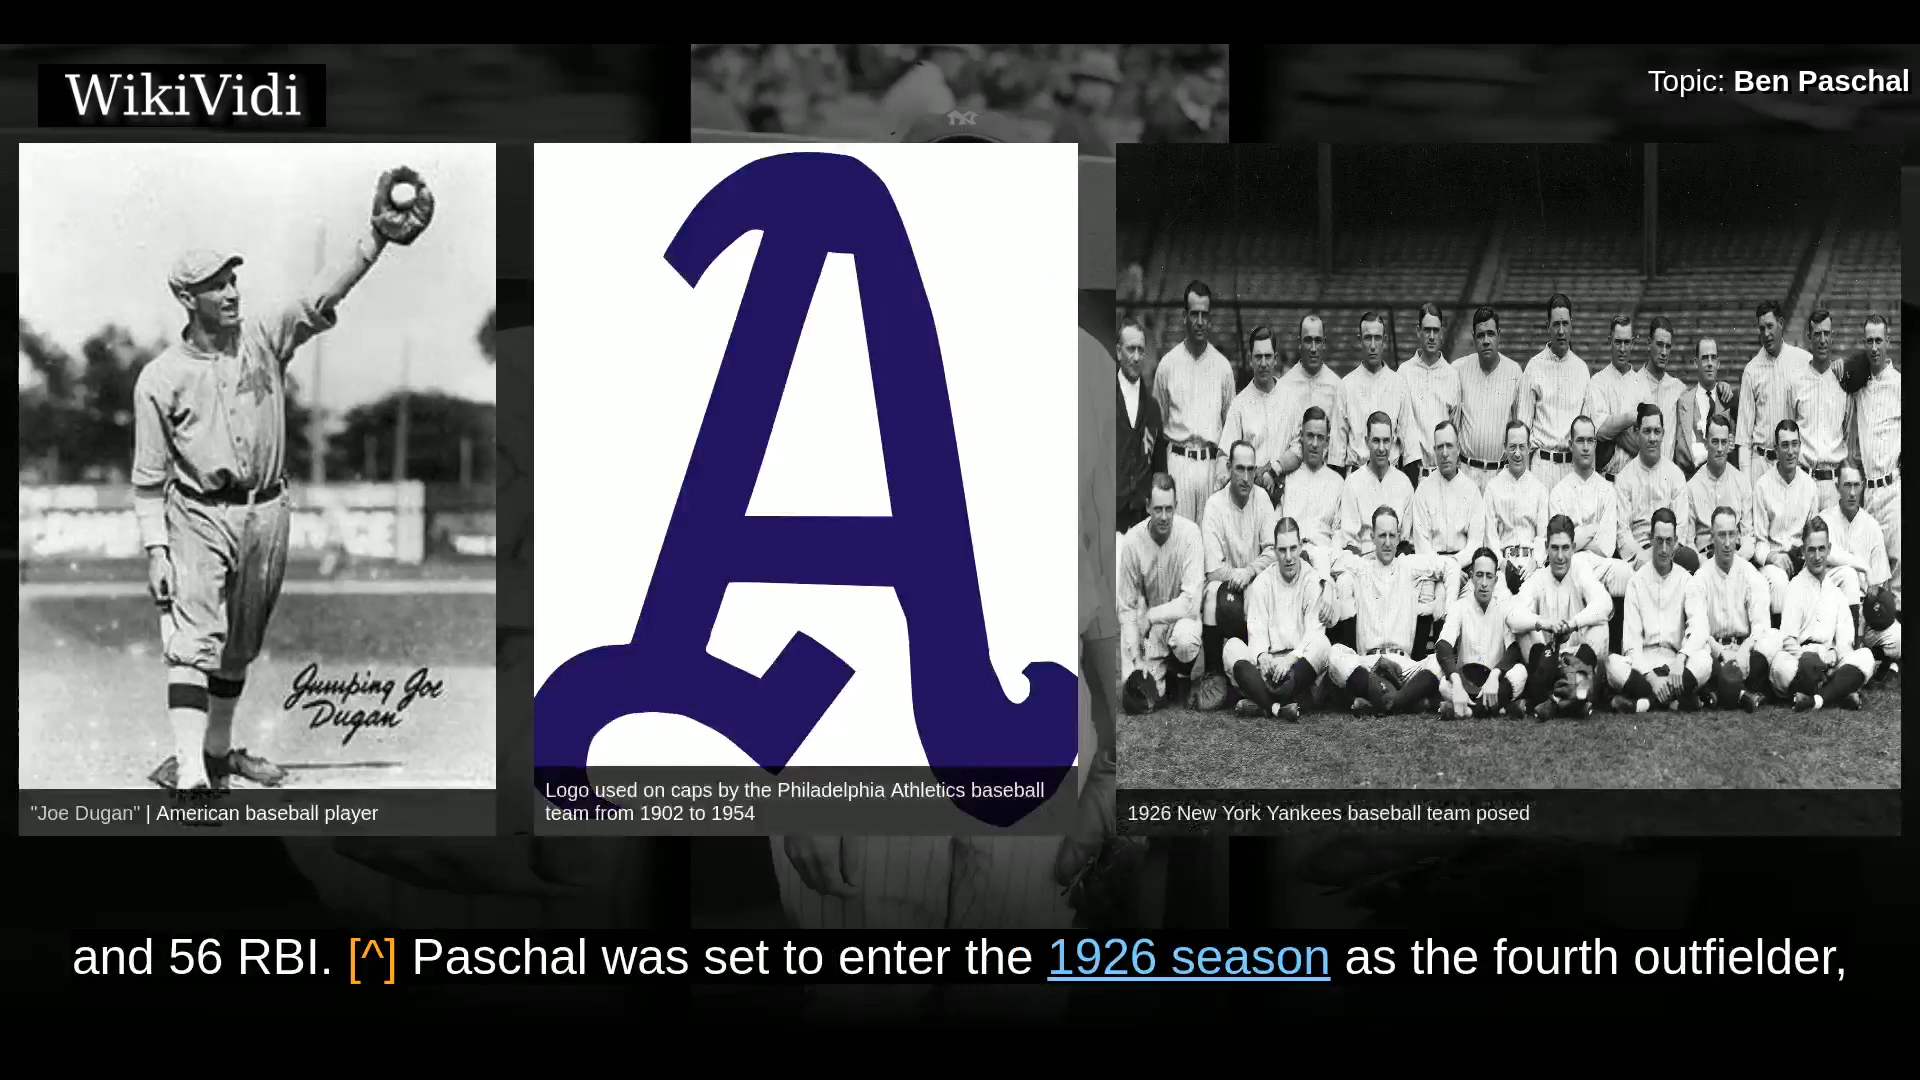 WikiVidi
Topic: Ben Paschal
Jumping Joe
Dugan
"Joe Dugan" | American baseball player
A
Logo used on caps by the Philadelphia Athletics baseball
team from 1902 to 1954
1926 New York Yankees baseball team posed
and 56 RBI. [^] Paschal was set to enter the 1926 season as the fourth outfielder,